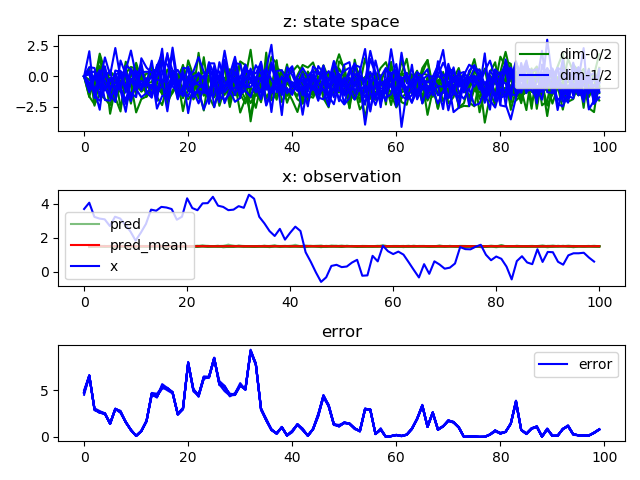 z: state space
2.5
0.0
−2.5
dim-0/2
dim-1/2
0 20 40 60 80 100
x: observation
4
2
0
pred
pred_mean
x
0 20 40 60 80 100
error
5
0
error
0 20 40 60 80 100